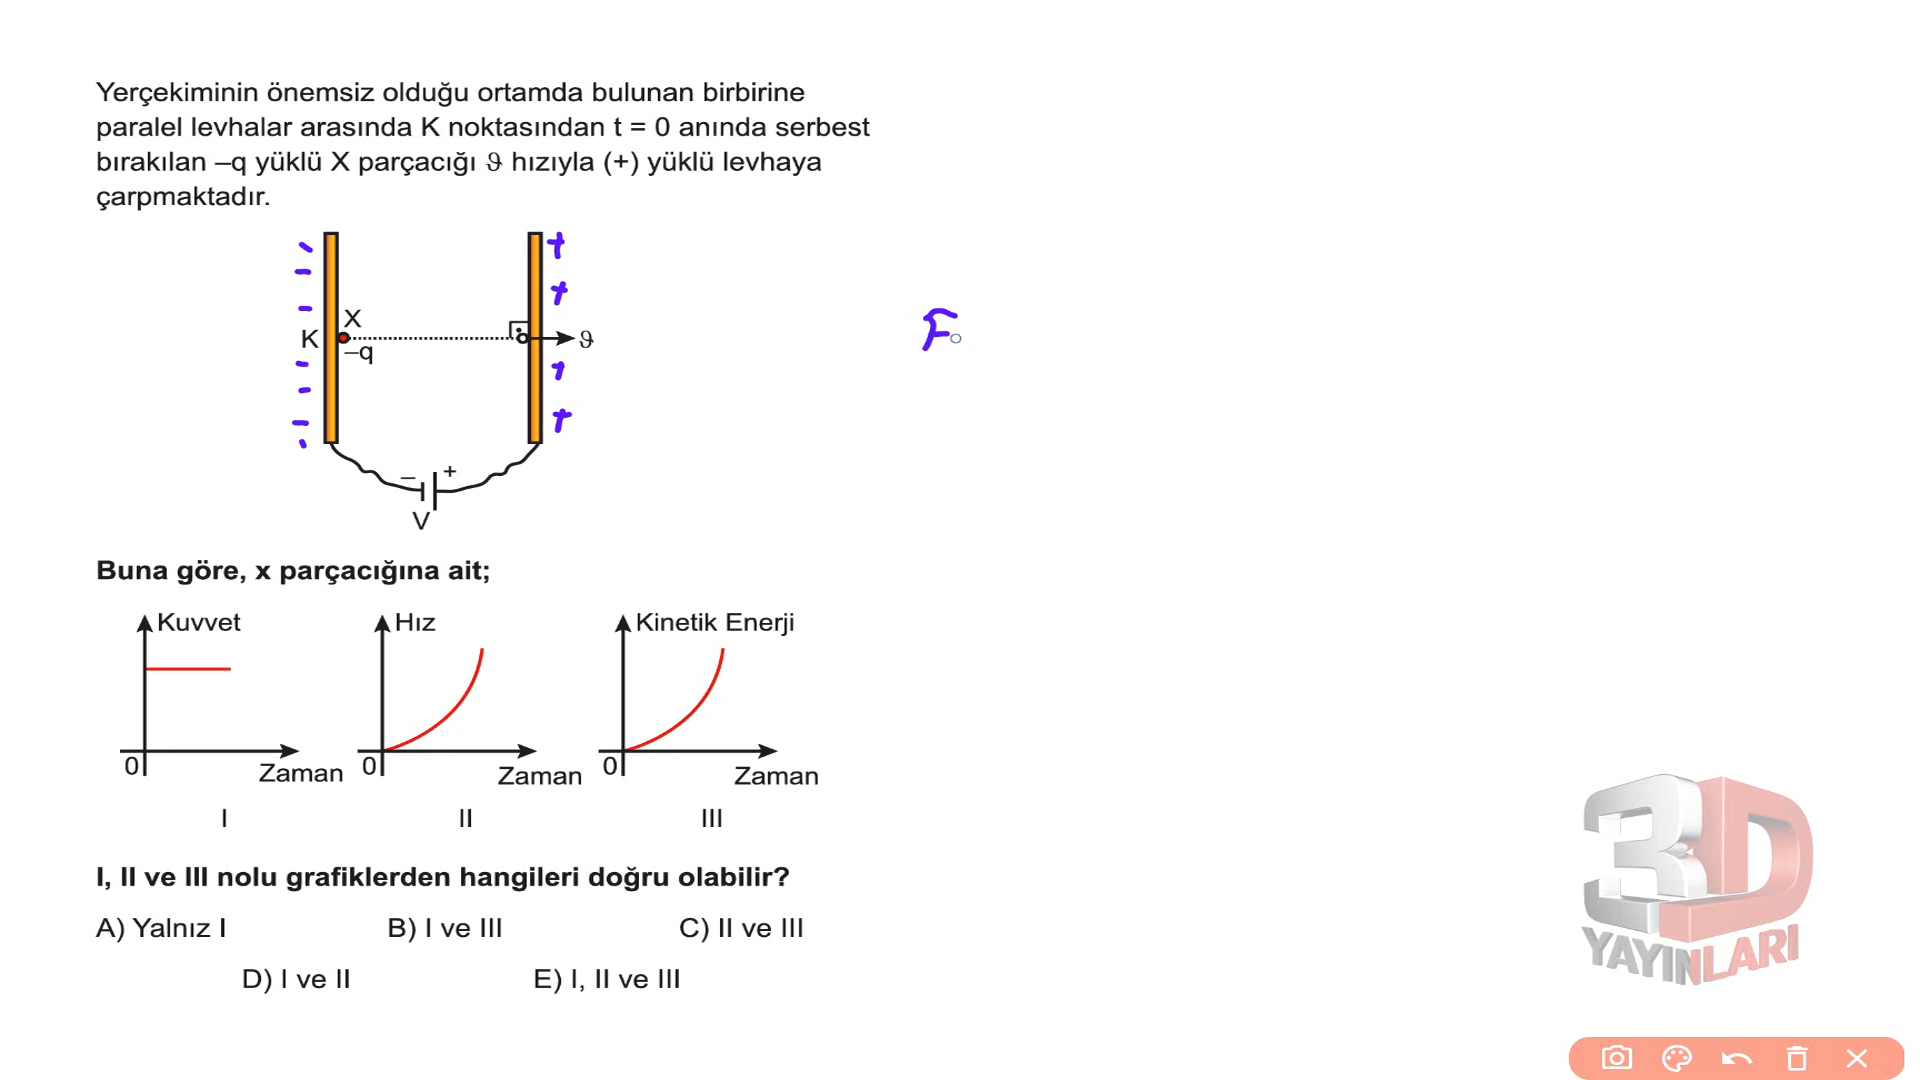 Yerçekiminin önemsiz olduğu ortamda bulunan birbirine
paralel levhalar arasında K noktasından t = 0 anında serbest
bırakılan –q yüklü X parçacığı ϑ hızıyla (+) yüklü levhaya
çarpmaktadır.
X
K
–q
ϑ
F
– +
V
Buna göre, x parçacığına ait;
Kuvvet Hız Kinetik Enerji
0 Zaman 0 Zaman 0 Zaman
I II III
I, II ve III nolu grafiklerden hangileri doğru olabilir?
A) Yalnız I B) I ve III C) II ve III
D) I ve II E) I, II ve III
3D
YAYINLARI